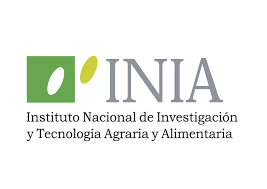 INIA
Instituto Nacional de Investigación
y Tecnología Agraria y Alimentaria